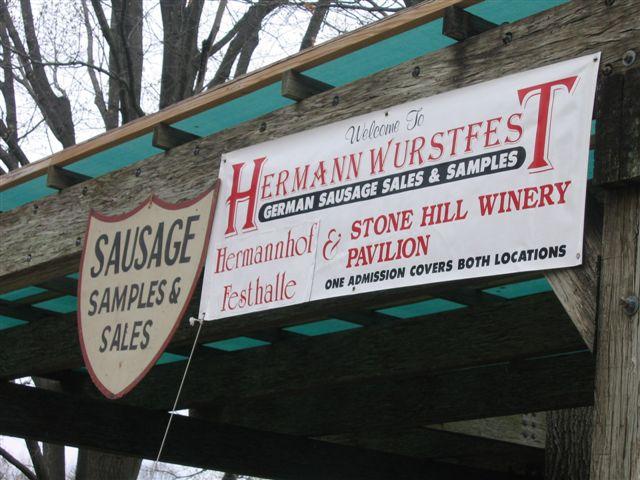 Welcome To
HERMANN WURSTFEST
GERMAN SAUSAGE SALES & SAMPLES
Hermannhof
Festhalle
&
STONE HILL WINERY
PAVILION
ONE ADMISSION COVERS BOTH LOCATIONS
SAUSAGE
SAMPLES &
SALES